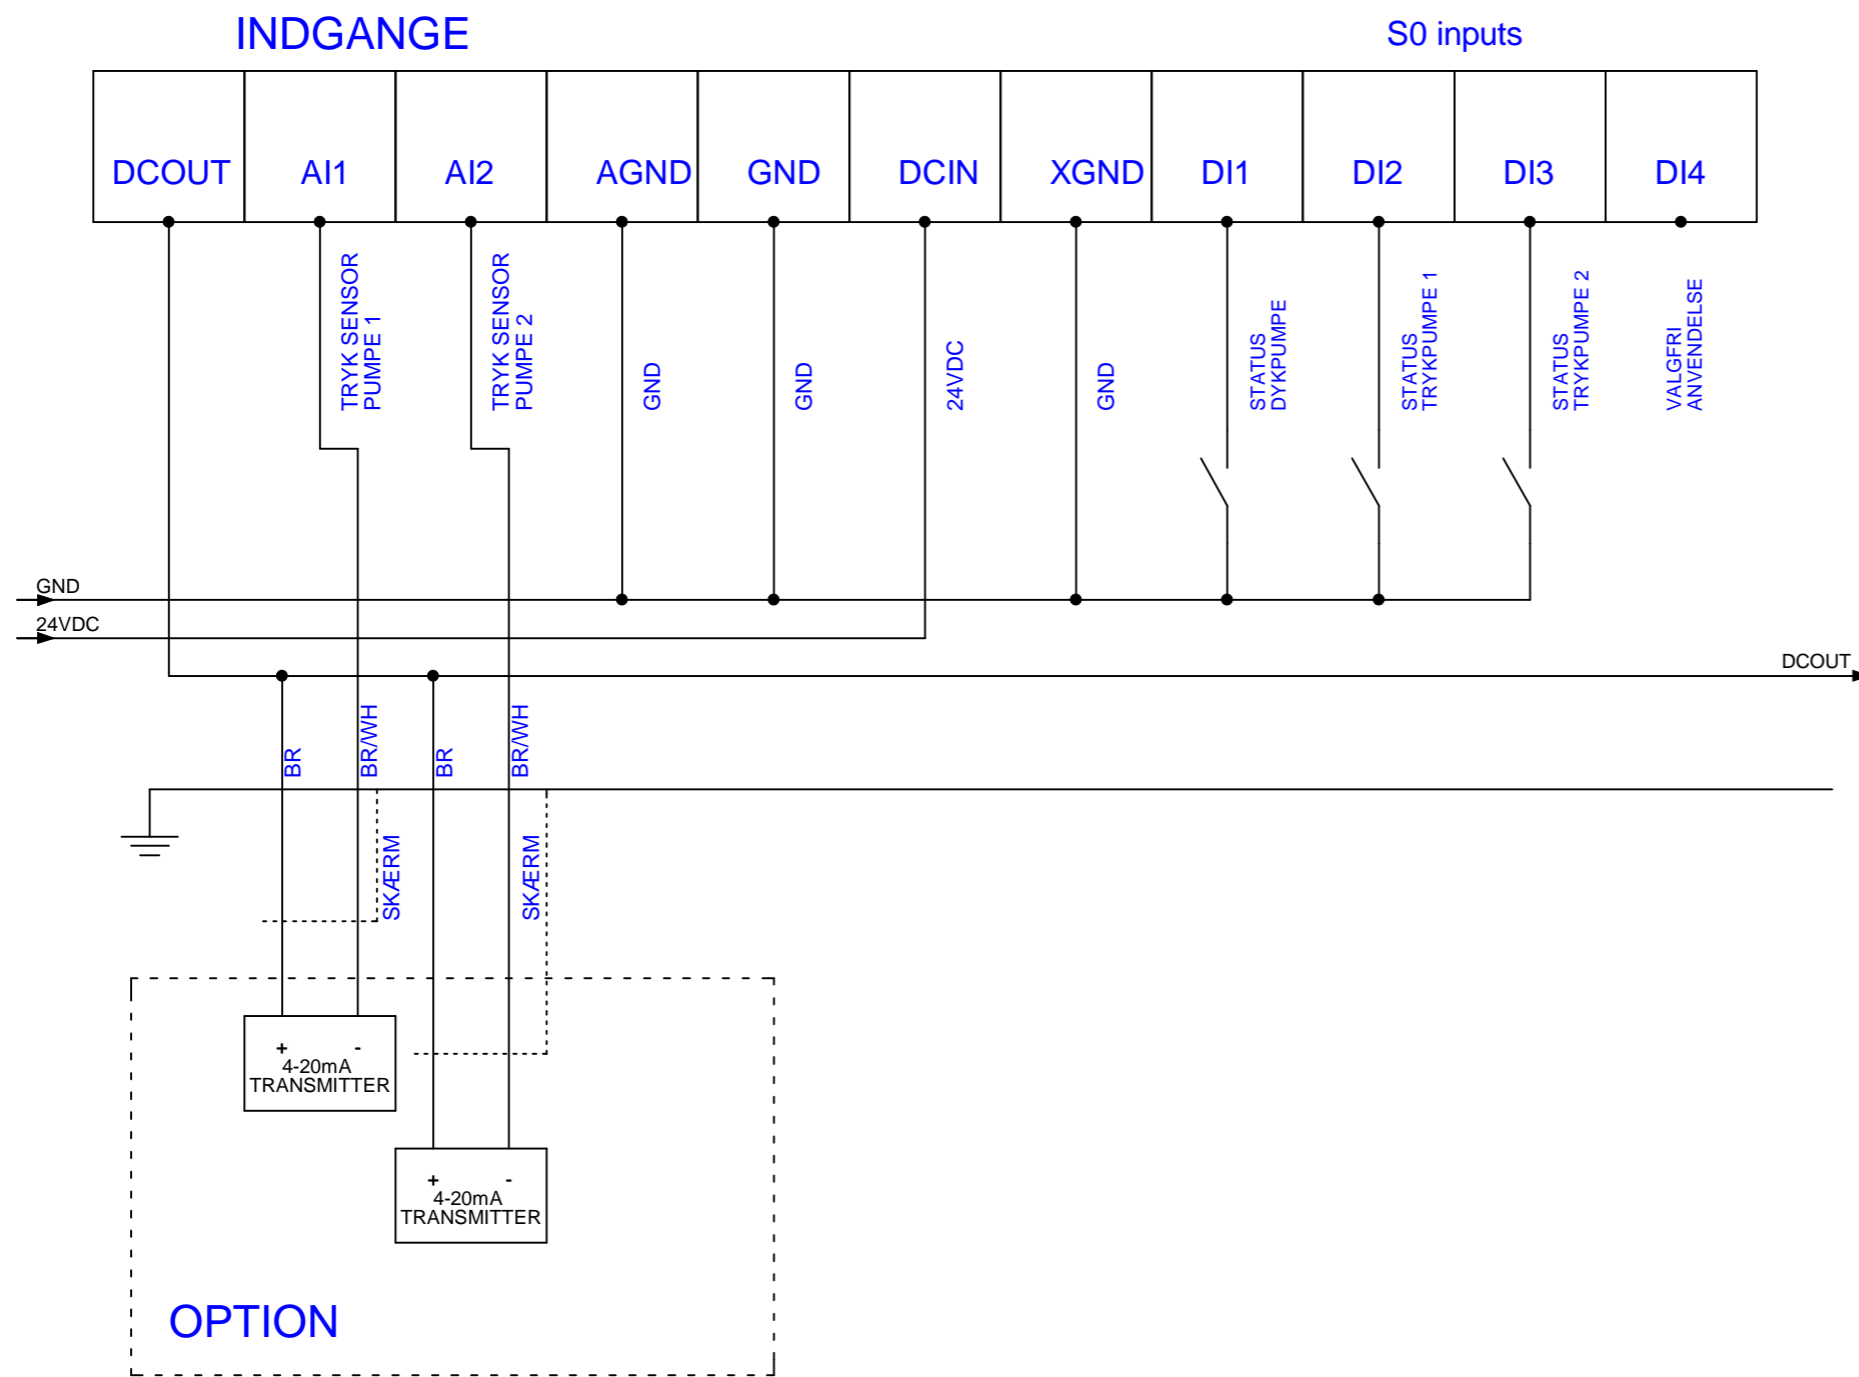 INDGANGE
S0 inputs
DCOUT
AI1
AI2
AGND
GND
DCIN
XGND
DI1
DI2
DI3
DI4
TRYK SENSOR
PUMPE 1
TRYK SENSOR
PUMPE 2
GND
GND
24VDC
GND
STATUS
DYKPUMPE
STATUS
TRYKPUMPE 1
STATUS
TRYKPUMPE 2
VALGFRI
ANVENDELSE
GND
24VDC
DCOUT
BR
BR/WH
BR
BR/WH
SKÆRM
SKÆRM
+ -
4-20mA
TRANSMITTER
+ -
4-20mA
TRANSMITTER
OPTION